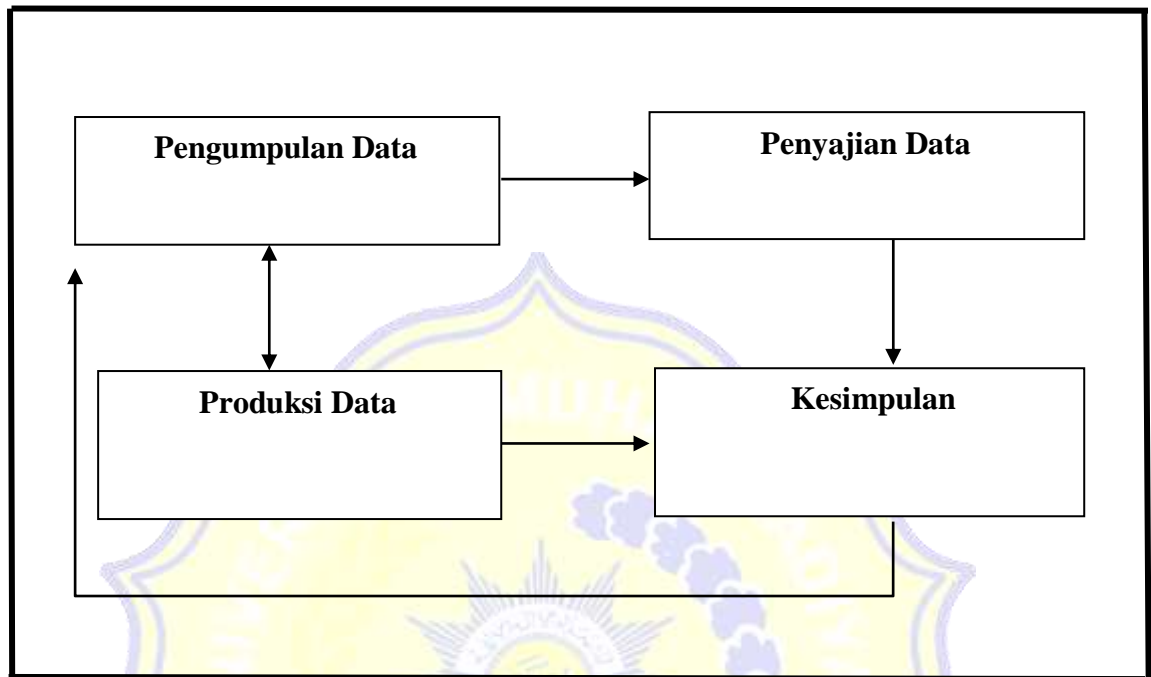 Pengumpulan Data
Penyajian Data
Produksi Data
Kesimpulan